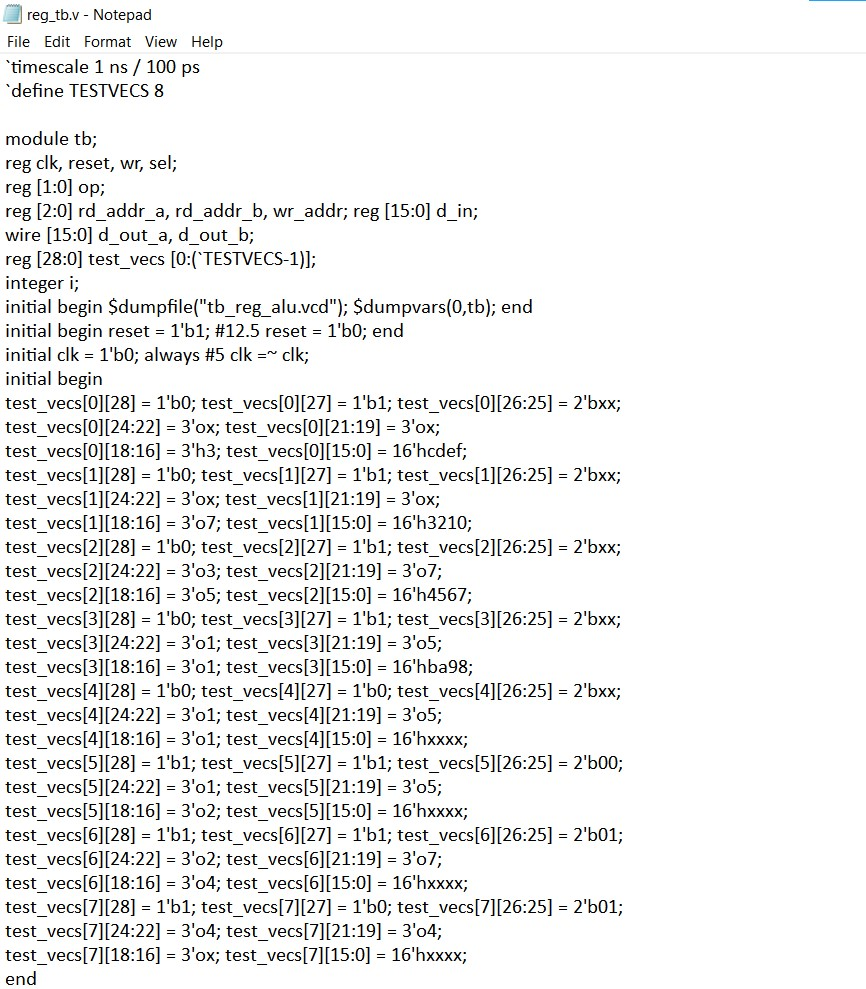 reg_tb.v - Notepad
File Edit Format View Help
`timescale 1 ns / 100 ps
`define TESTVECS 8
module tb;
reg clk, reset, wr, sel;
reg [1:0] op;
reg [2:0] rd_addr_a, rd_addr_b, wr_addr; reg [15:0] d_in;
wire [15:0] d_out_a, d_out_b;
reg [28:0] test_vecs [0:(`TESTVECS-1)];
integer i;
initial begin $dumpfile("tb_reg_alu.vcd"); $dumpvars(0,tb); end
initial begin reset = 1'b1; #12.5 reset = 1'b0; end
initial clk = 1'b0; always #5 clk =~ clk;
initial begin
test_vecs[0][28] = 1'b0; test_vecs[0][27] = 1'b1; test_vecs[0][26:25] = 2'bxx;
test_vecs[0][24:22] = 3'ox; test_vecs[0][21:19] = 3'ox;
test_vecs[0][18:16] = 3'h3; test_vecs[0][15:0] = 16'hcdef;
test_vecs[1][28] = 1'b0; test_vecs[1][27] = 1'b1; test_vecs[1][26:25] = 2'bxx;
test_vecs[1][24:22] = 3'ox; test_vecs[1][21:19] = 3'ox;
test_vecs[1][18:16] = 3'o7; test_vecs[1][15:0] = 16'h3210;
test_vecs[2][28] = 1'b0; test_vecs[2][27] = 1'b1; test_vecs[2][26:25] = 2'bxx;
test_vecs[2][24:22] = 3'o3; test_vecs[2][21:19] = 3'o7;
test_vecs[2][18:16] = 3'o5; test_vecs[2][15:0] = 16'h4567;
test_vecs[3][28] = 1'b0; test_vecs[3][27] = 1'b1; test_vecs[3][26:25] = 2'bxx;
test_vecs[3][24:22] = 3'o1; test_vecs[3][21:19] = 3'o5;
test_vecs[3][18:16] = 3'o1; test_vecs[3][15:0] = 16'hba98;
test_vecs[4][28] = 1'b0; test_vecs[4][27] = 1'b0; test_vecs[4][26:25] = 2'bxx;
test_vecs[4][24:22] = 3'o1; test_vecs[4][21:19] = 3'o5;
test_vecs[4][18:16] = 3'o1; test_vecs[4][15:0] = 16'hxxxx;
test_vecs[5][28] = 1'b1; test_vecs[5][27] = 1'b1; test_vecs[5][26:25] = 2'b00;
test_vecs[5][24:22] = 3'o1; test_vecs[5][21:19] = 3'o5;
test_vecs[5][18:16] = 3'o2; test_vecs[5][15:0] = 16'hxxxx;
test_vecs[6][28] = 1'b1; test_vecs[6][27] = 1'b1; test_vecs[6][26:25] = 2'b01;
test_vecs[6][24:22] = 3'o2; test_vecs[6][21:19] = 3'o7;
test_vecs[6][18:16] = 3'o4; test_vecs[6][15:0] = 16'hxxxx;
test_vecs[7][28] = 1'b1; test_vecs[7][27] = 1'b0; test_vecs[7][26:25] = 2'b01;
test_vecs[7][24:22] = 3'o4; test_vecs[7][21:19] = 3'o4;
test_vecs[7][18:16] = 3'ox; test_vecs[7][15:0] = 16'hxxxx;
end